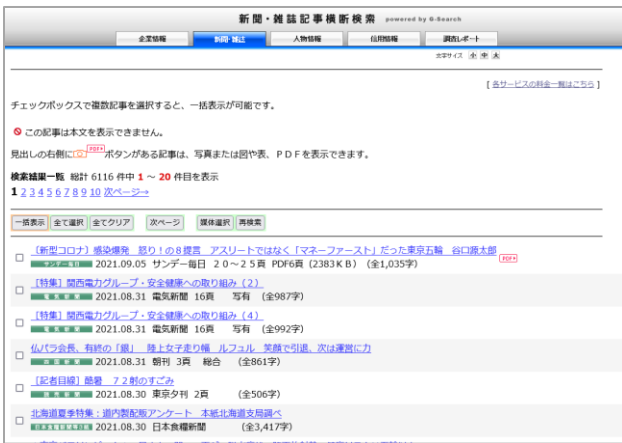 新聞・雑誌記事横断検索 powered by G-Search
企業情報 新聞・雑誌 人物情報 信用情報 調査レポート
文字サイズ 小 中 大
[ 各サービスの料金一覧はこちら ]
チェックボックスで複数記事を選択すると、一括表示が可能です。
この記事は本文を表示できません。
見出しの右側に PDF+ ボタンがある記事は、写真または図や表、ＰＤＦを表示できます。
検索結果一覧 総計 6116 件中 1 ～ 20 件目を表示
1 2 3 4 5 6 7 8 9 10 次ページ→
一括表示 全て選択 全てクリア 次ページ 媒体選択 再検索
〔新型コロナ〕感染爆発 怒り！の８提言 アスリートではなく「マネーファースト」だった東京五輪 谷口源太郎 PDF+
サンデー毎日 2021.09.05 サンデー毎日 ２０～２５頁 PDF6頁（2383ＫＢ）（全1,035字）
［特集］関西電力グループ・安全健康への取り組み（２）
電気新聞 2021.08.31 電気新聞 16頁 写有 （全987字）
［特集］関西電力グループ・安全健康への取り組み（４）
電気新聞 2021.08.31 電気新聞 16頁 写有 （全992字）
仏パラ会長、有終の「銀」 陸上女子走り幅 ルフュル 笑顔で引退、次は運営に力
2021.08.31 朝刊 3頁 総合 （全861字）
［記者目線］酷暑 ７２射のすごみ
2021.08.30 東京夕刊 2頁 （全506字）
北海道夏季特集：道内製配販アンケート 本紙北海道支局調べ
2021.08.30 日本食糧新聞 （全3,417字）